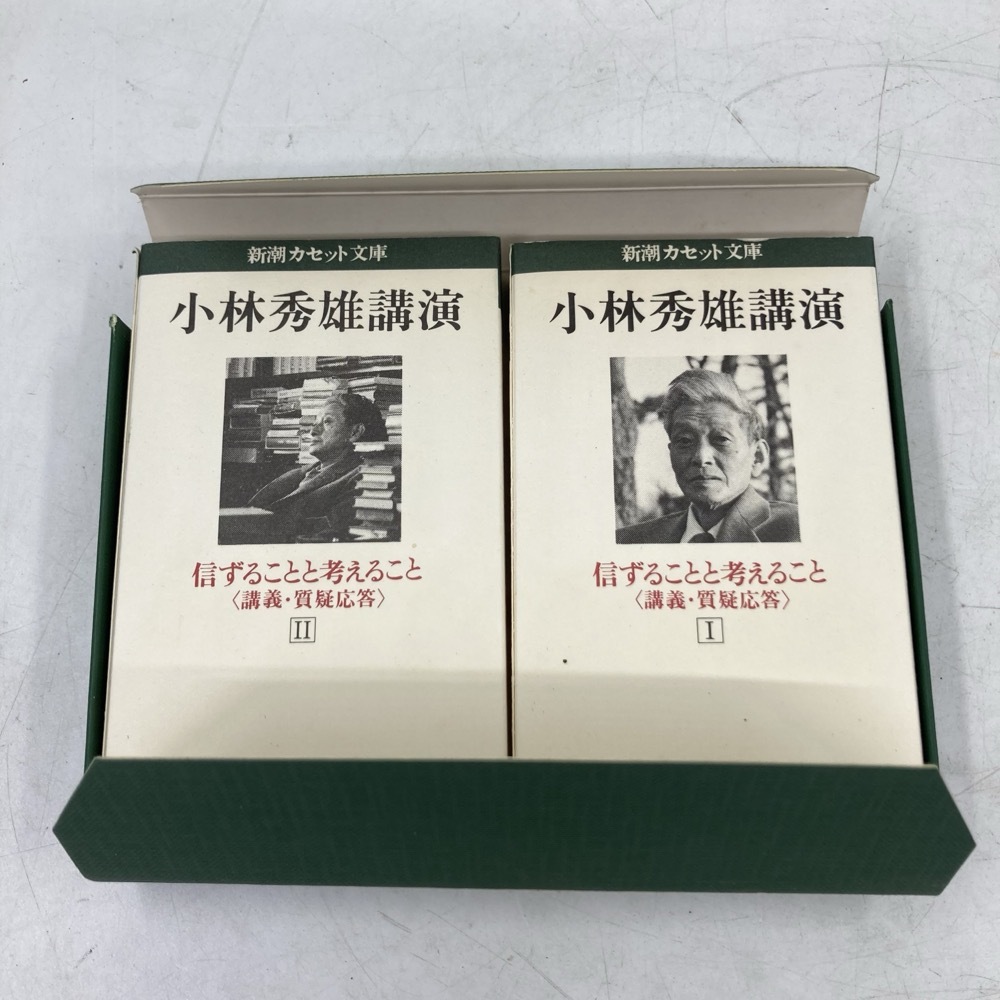 新潮カセット文庫
小林秀雄講演
信ずることと考えること
〈講義・質疑応答〉
II
新潮カセット文庫
小林秀雄講演
信ずることと考えること
〈講義・質疑応答〉
I